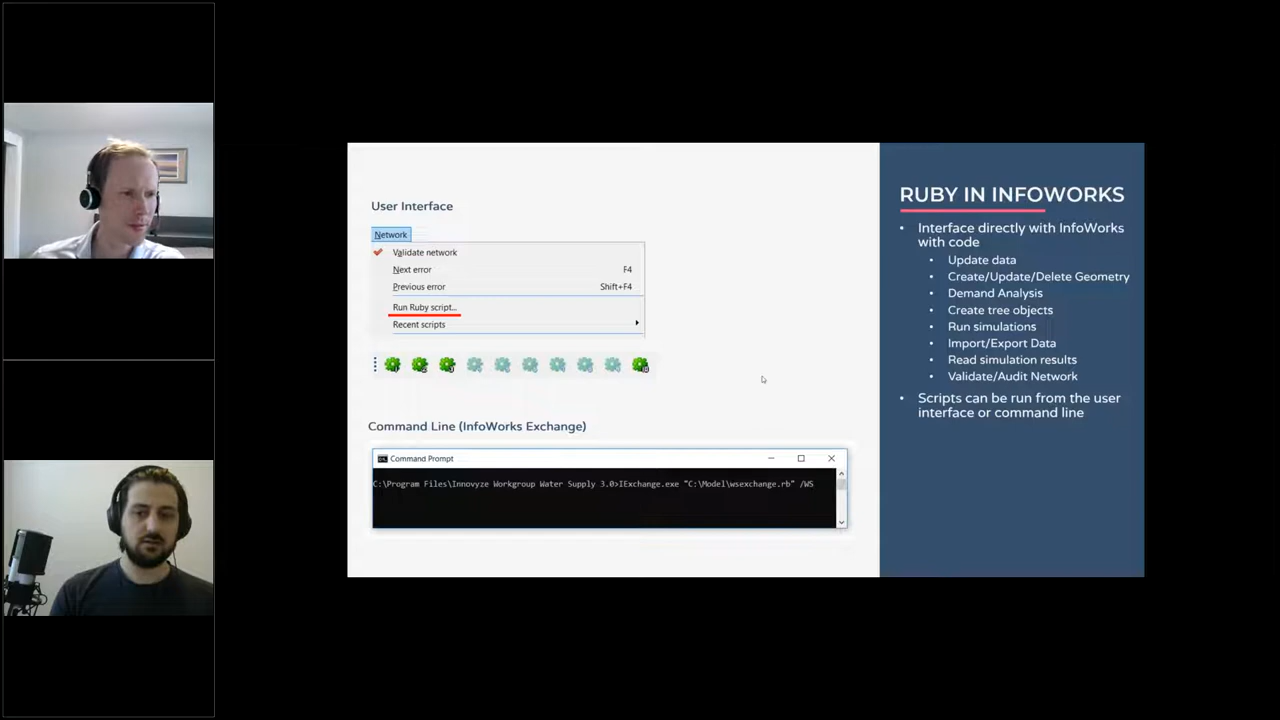 User Interface
Network
Validate network
Next error F4
Previous error Shift+F4
Run Ruby script...
Recent scripts
Command Line (InfoWorks Exchange)
Command Prompt
C:\Program Files\Innovyze Workgroup Water Supply 3.0>IExchange.exe "C:\Model\wsexchange.rb" /WS
RUBY IN INFOWORKS
• Interface directly with InfoWorks
with code
• Update data
• Create/Update/Delete Geometry
• Demand Analysis
• Create tree objects
• Run simulations
• Import/Export Data
• Read simulation results
• Validate/Audit Network
• Scripts can be run from the user
interface or command line